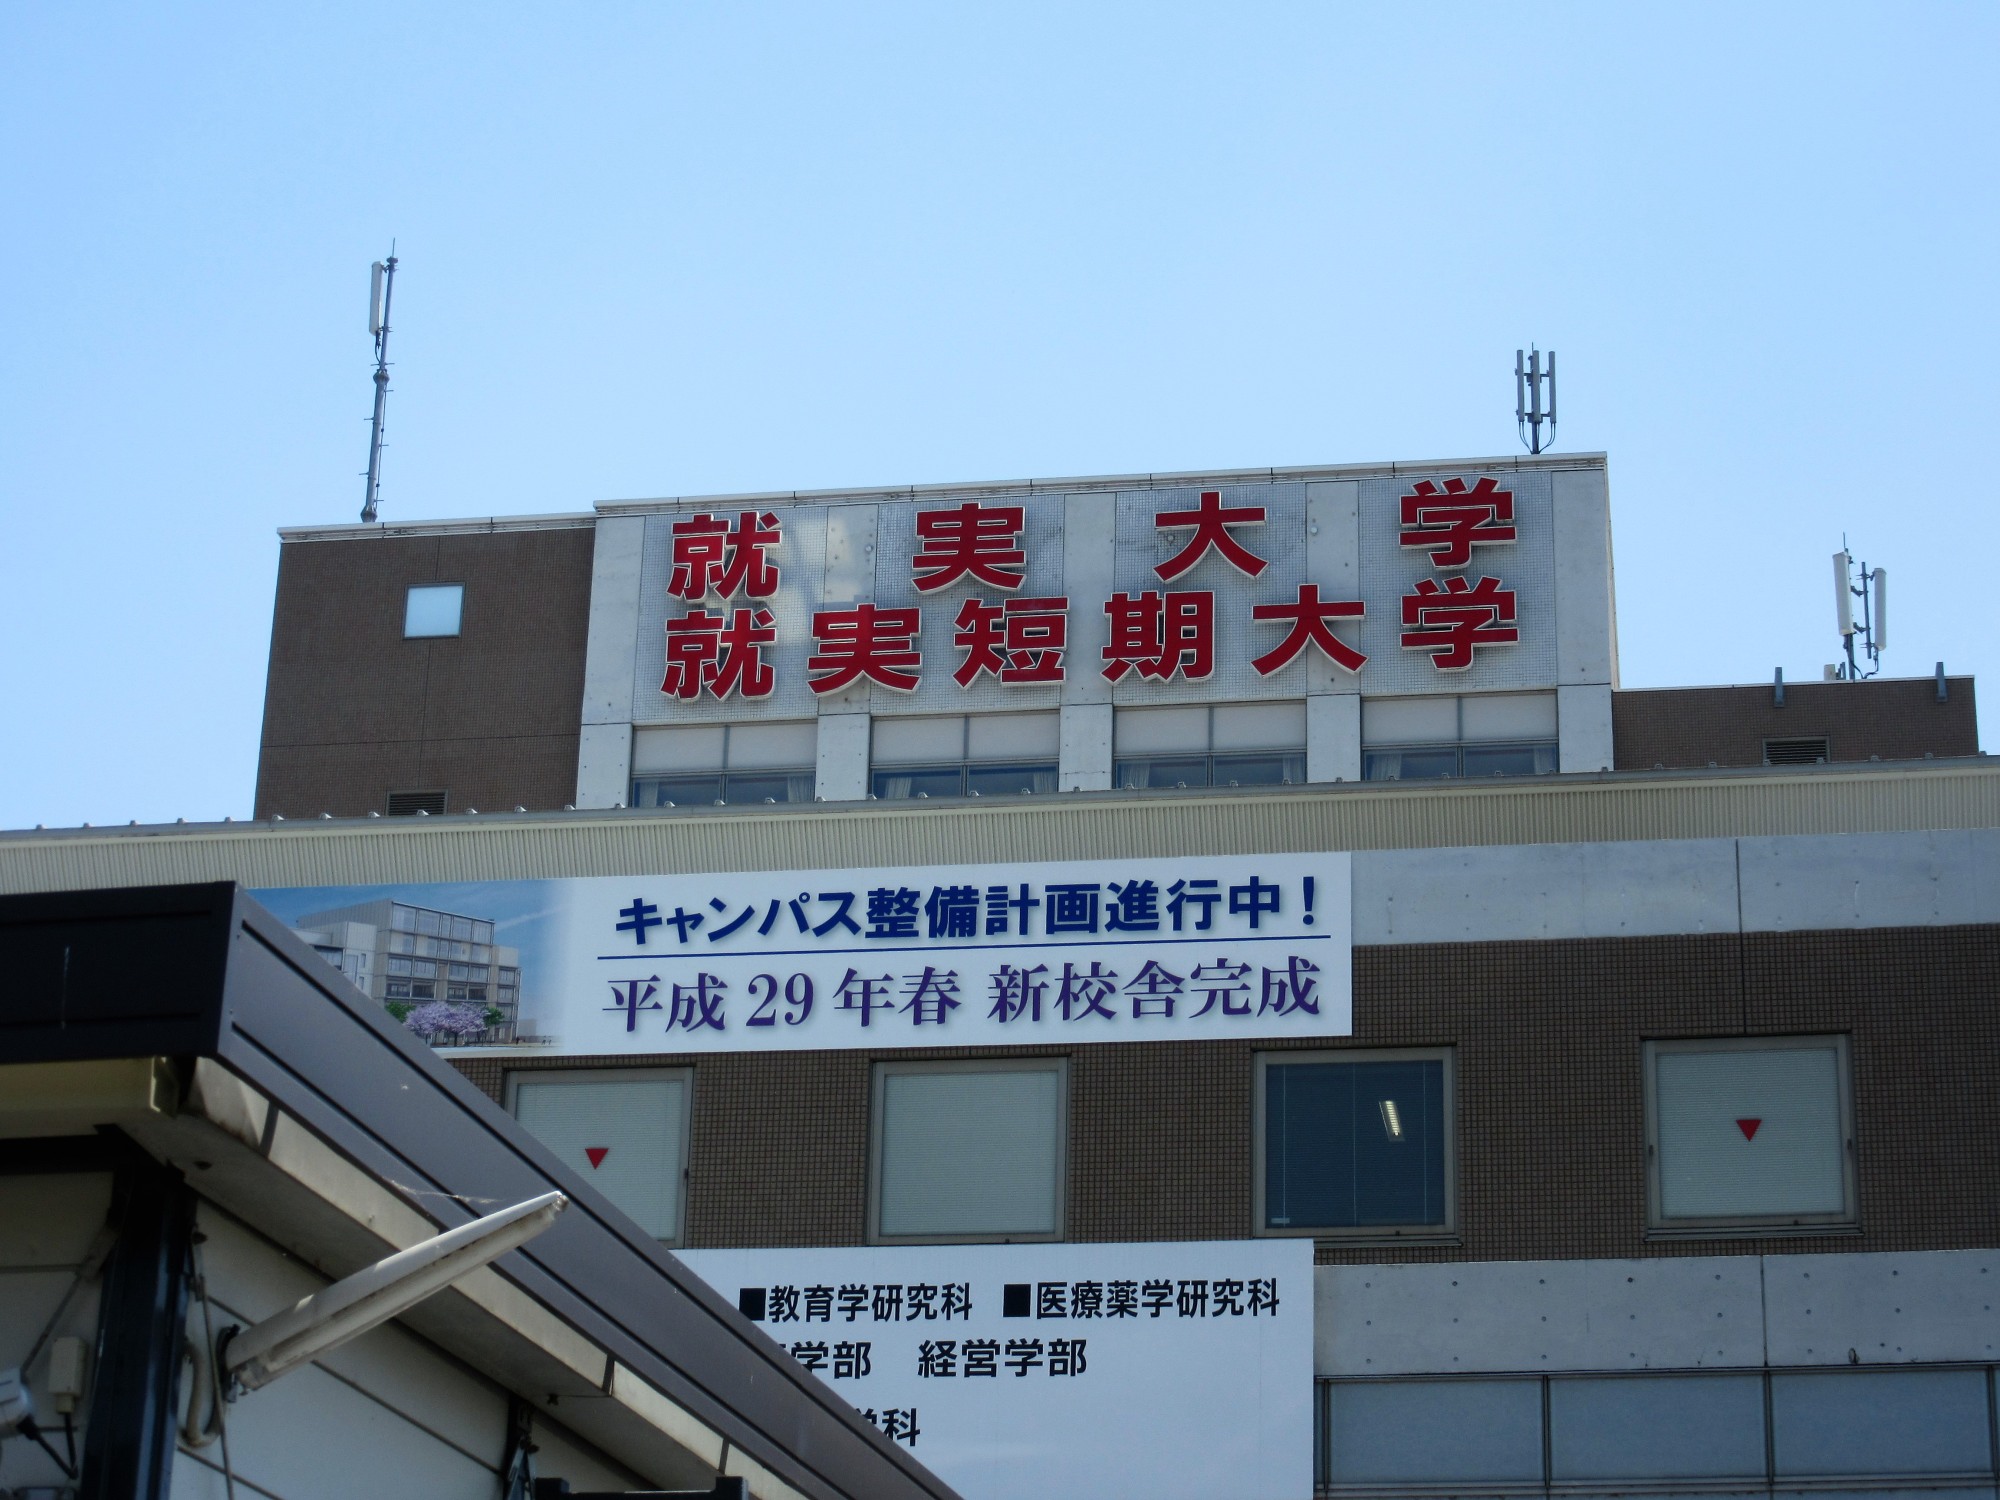 就実大学
就実短期大学
キャンパス整備計画進行中！
平成29年春 新校舎完成
■教育学研究科 ■医療薬学研究科
学部 経営学部
学科